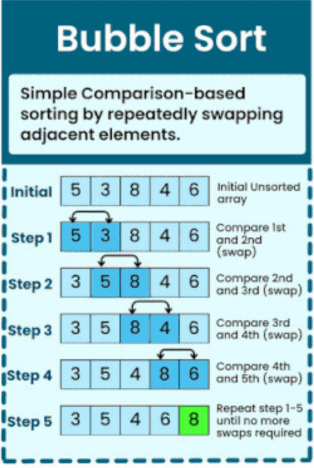 Bubble Sort
Simple Comparison-based
sorting by repeatedly swapping
adjacent elements.
Initial 5 3 8 4 6 Initial Unsorted
array
Step 1 5 3 8 4 6 Compare 1st
and 2nd
(swap)
Step 2 3 5 8 4 6 Compare 2nd
and 3rd (swap)
Step 3 3 5 8 4 6 Compare 3rd
and 4th (swap)
Step 4 3 5 4 8 6 Compare 4th
and 5th (swap)
Step 5 3 5 4 6 8 Repeat step 1-5
until no more
swaps required